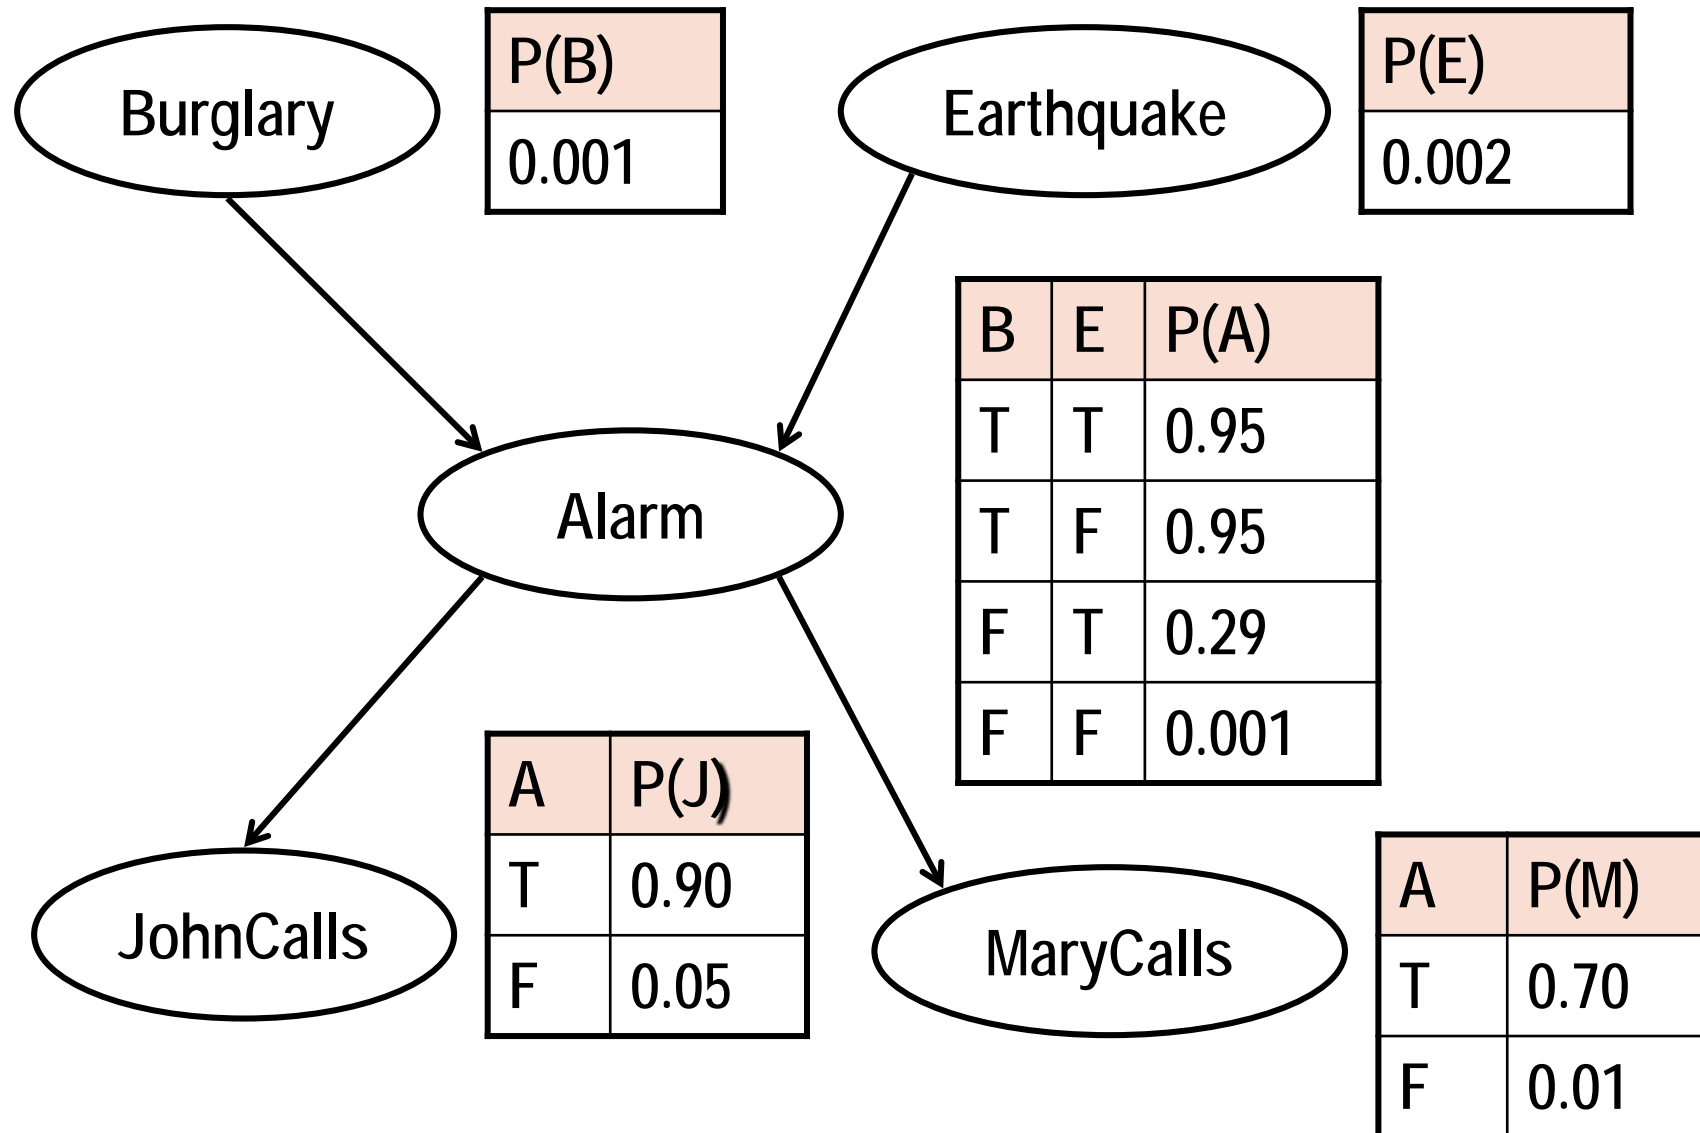 Burglary
P(B)
0.001
Earthquake
P(E)
0.002
B E P(A)
T T 0.95
T F 0.95
F T 0.29
F F 0.001
Alarm
A P(J)
T 0.90
F 0.05
JohnCalls
MaryCalls
A P(M)
T 0.70
F 0.01